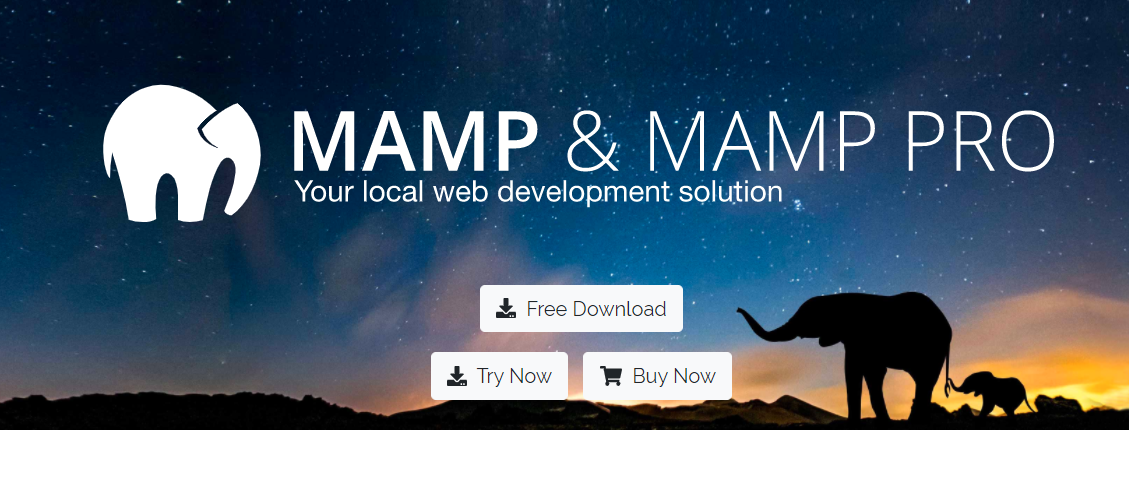 MAMP & MAMP PRO
Your local web development solution
Free Download
Try Now
Buy Now